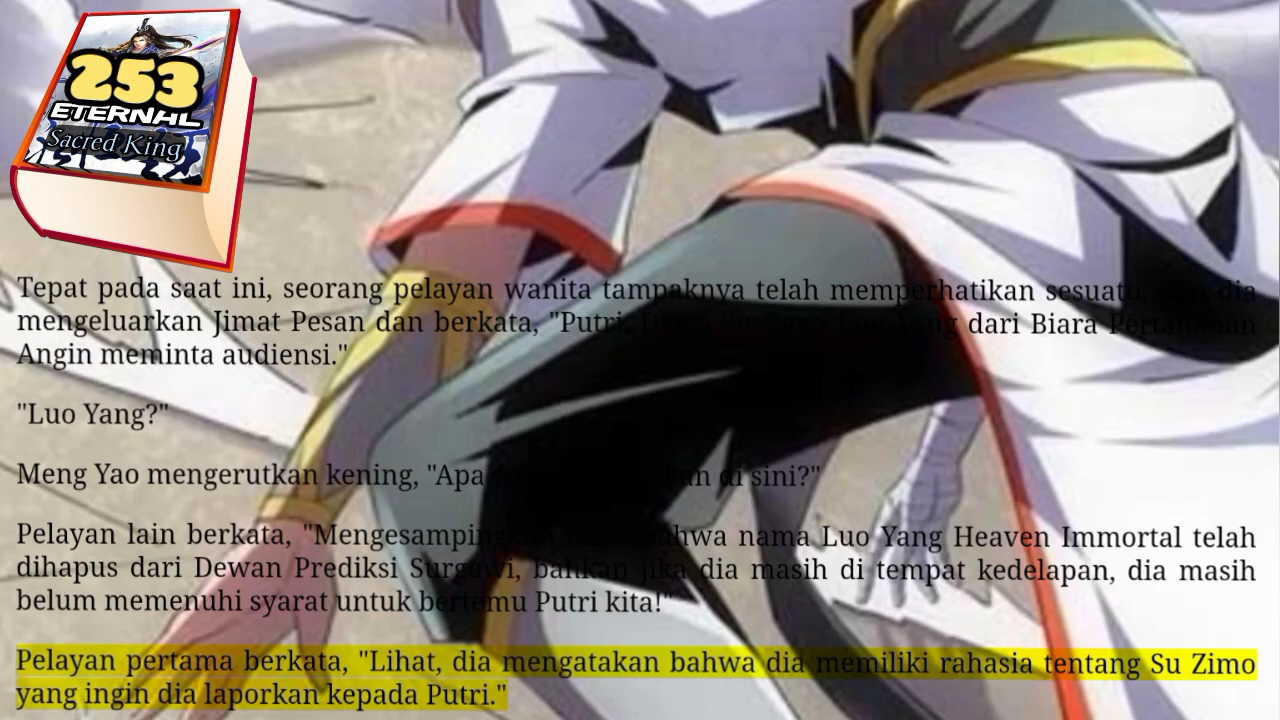 253
ETERNAL
Sacred King
Tepat pada saat ini, seorang pelayan wanita tampaknya telah memperhatikan sesuatu, dan dia
mengeluarkan Jimat Pesan dan berkata, "Putri, Dewa Surgawi Luo Yang dari Biara Pertahanan
Angin meminta audiensi."
"Luo Yang?"
Meng Yao mengerutkan kening, "Apa di sini?"
Pelayan lain berkata, "Mengesampingkan fakta bahwa nama Luo Yang Heaven Immortal telah
dihapus dari Dewan Prediksi Surgawi, bahkan jika dia masih di tempat kedelapan, dia masih
belum memenuhi syarat untuk bertemu Putri kita!"
Pelayan pertama berkata, "Lihat, dia mengatakan bahwa dia memiliki rahasia tentang Su Zimo
yang ingin dia laporkan kepada Putri."